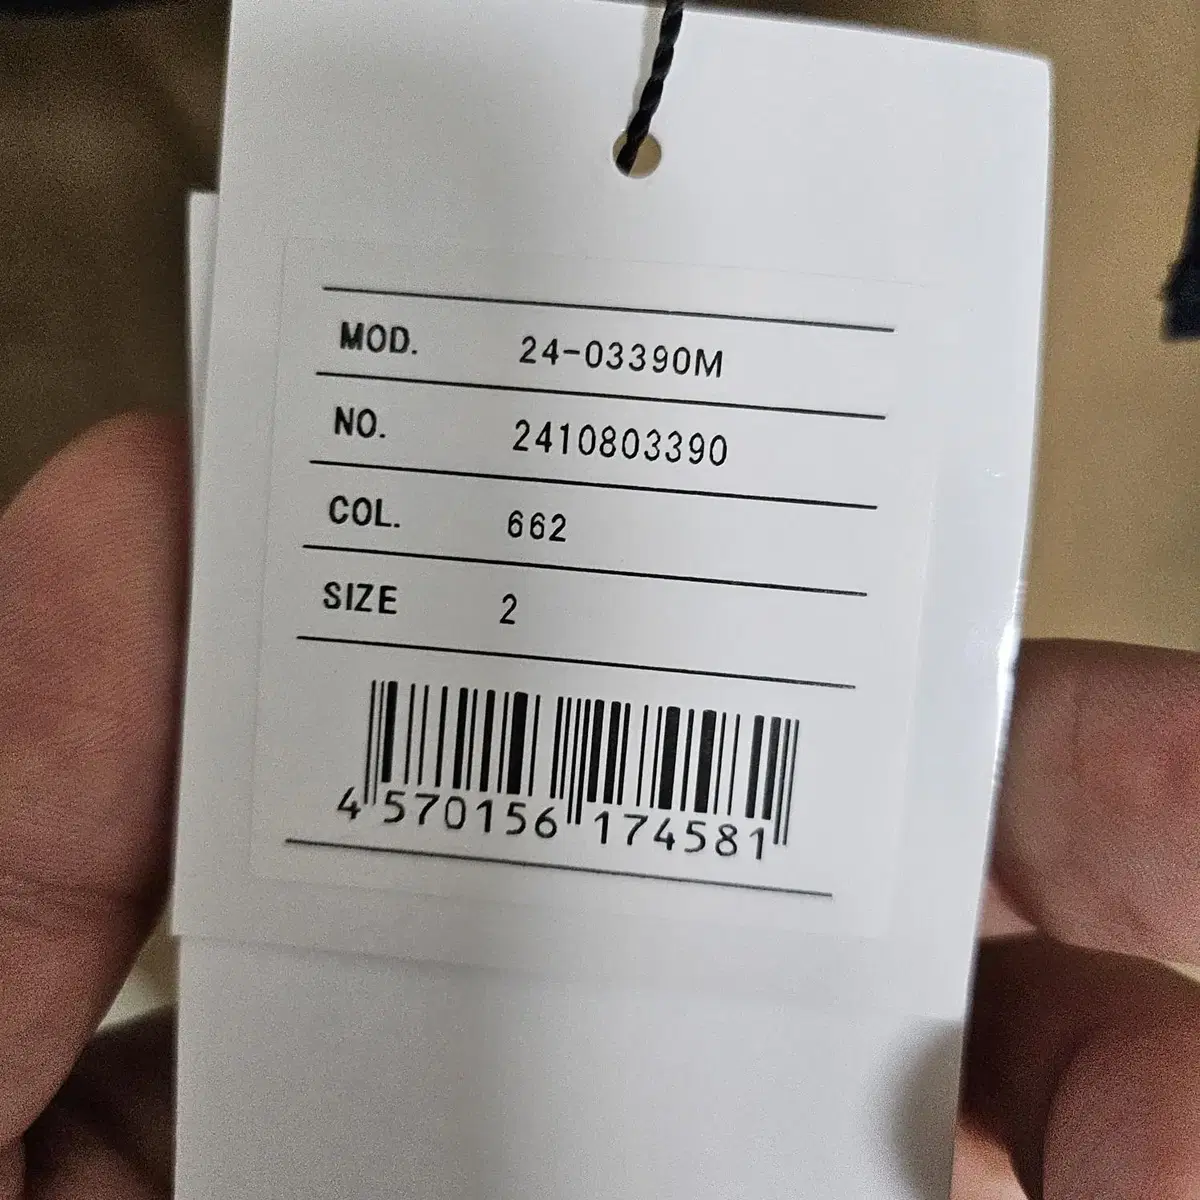 MOD. 24-03390M
NO. 2410803390
COL. 662
SIZE 2
4 570156 174581